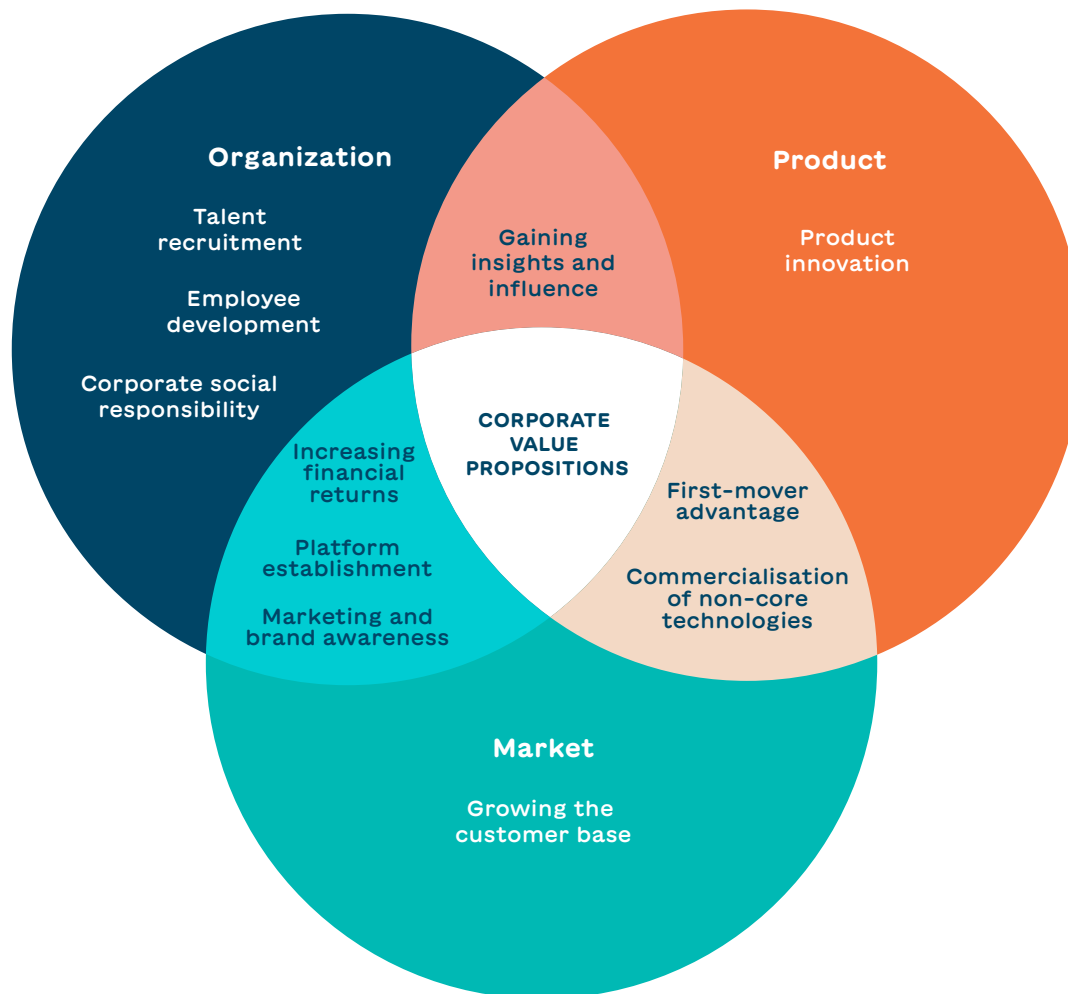 Organization
Talent
recruitment
Employee
development
Corporate social
responsibility
Product
Product
innovation
Gaining
insights and
influence
CORPORATE
VALUE
PROPOSITIONS
Increasing
financial
returns
Platform
establishment
Marketing and
brand awareness
First-mover
advantage
Commercialisation
of non-core
technologies
Market
Growing the
customer base